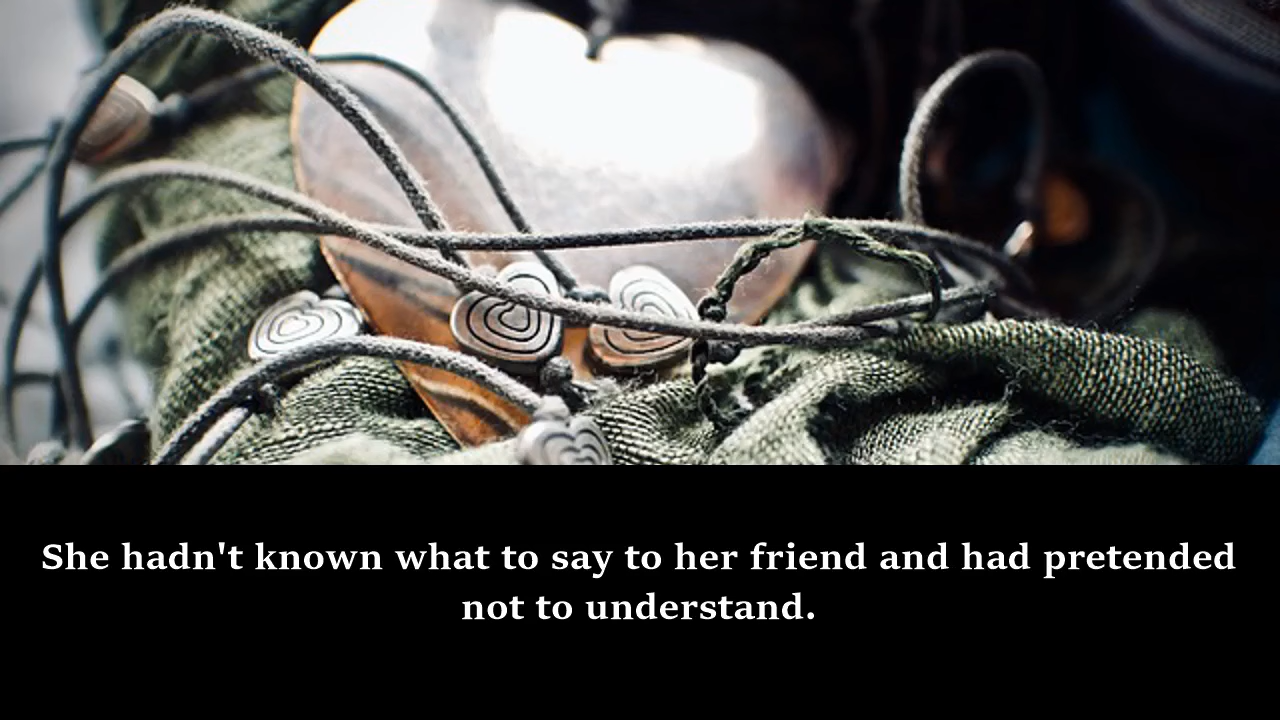 She hadn't known what to say to her friend and had pretended
not to understand.